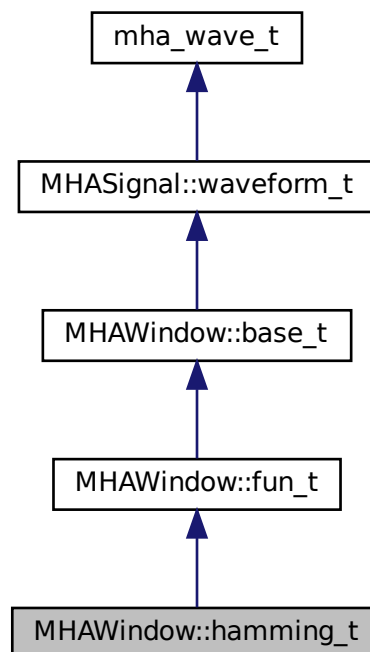 mha_wave_t
MHASignal::waveform_t
MHAWindow::base_t
MHAWindow::fun_t
MHAWindow::hamming_t